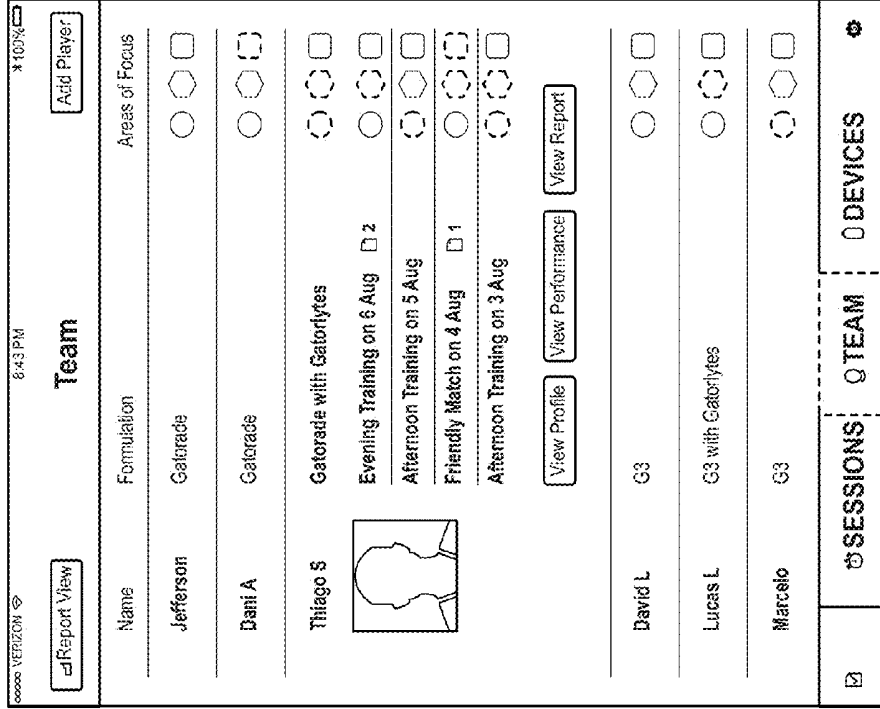 ooooo VERIZON 8:43 PM 100%
Report View Team Add Player
Name Formulation Areas of Focus
Jefferson Gatorade
Dani A Gatorade
Thiago S Gatorade with Gatorlytes
Evening Training on 6 Aug 2
Afternoon Training on 5 Aug
Friendly Match on 4 Aug 1
Afternoon Training on 3 Aug
View Profile View Performance View Report
David L G3
Lucas L G3 with Gatorlytes
Marcelo G3
SESSIONS TEAM DEVICES